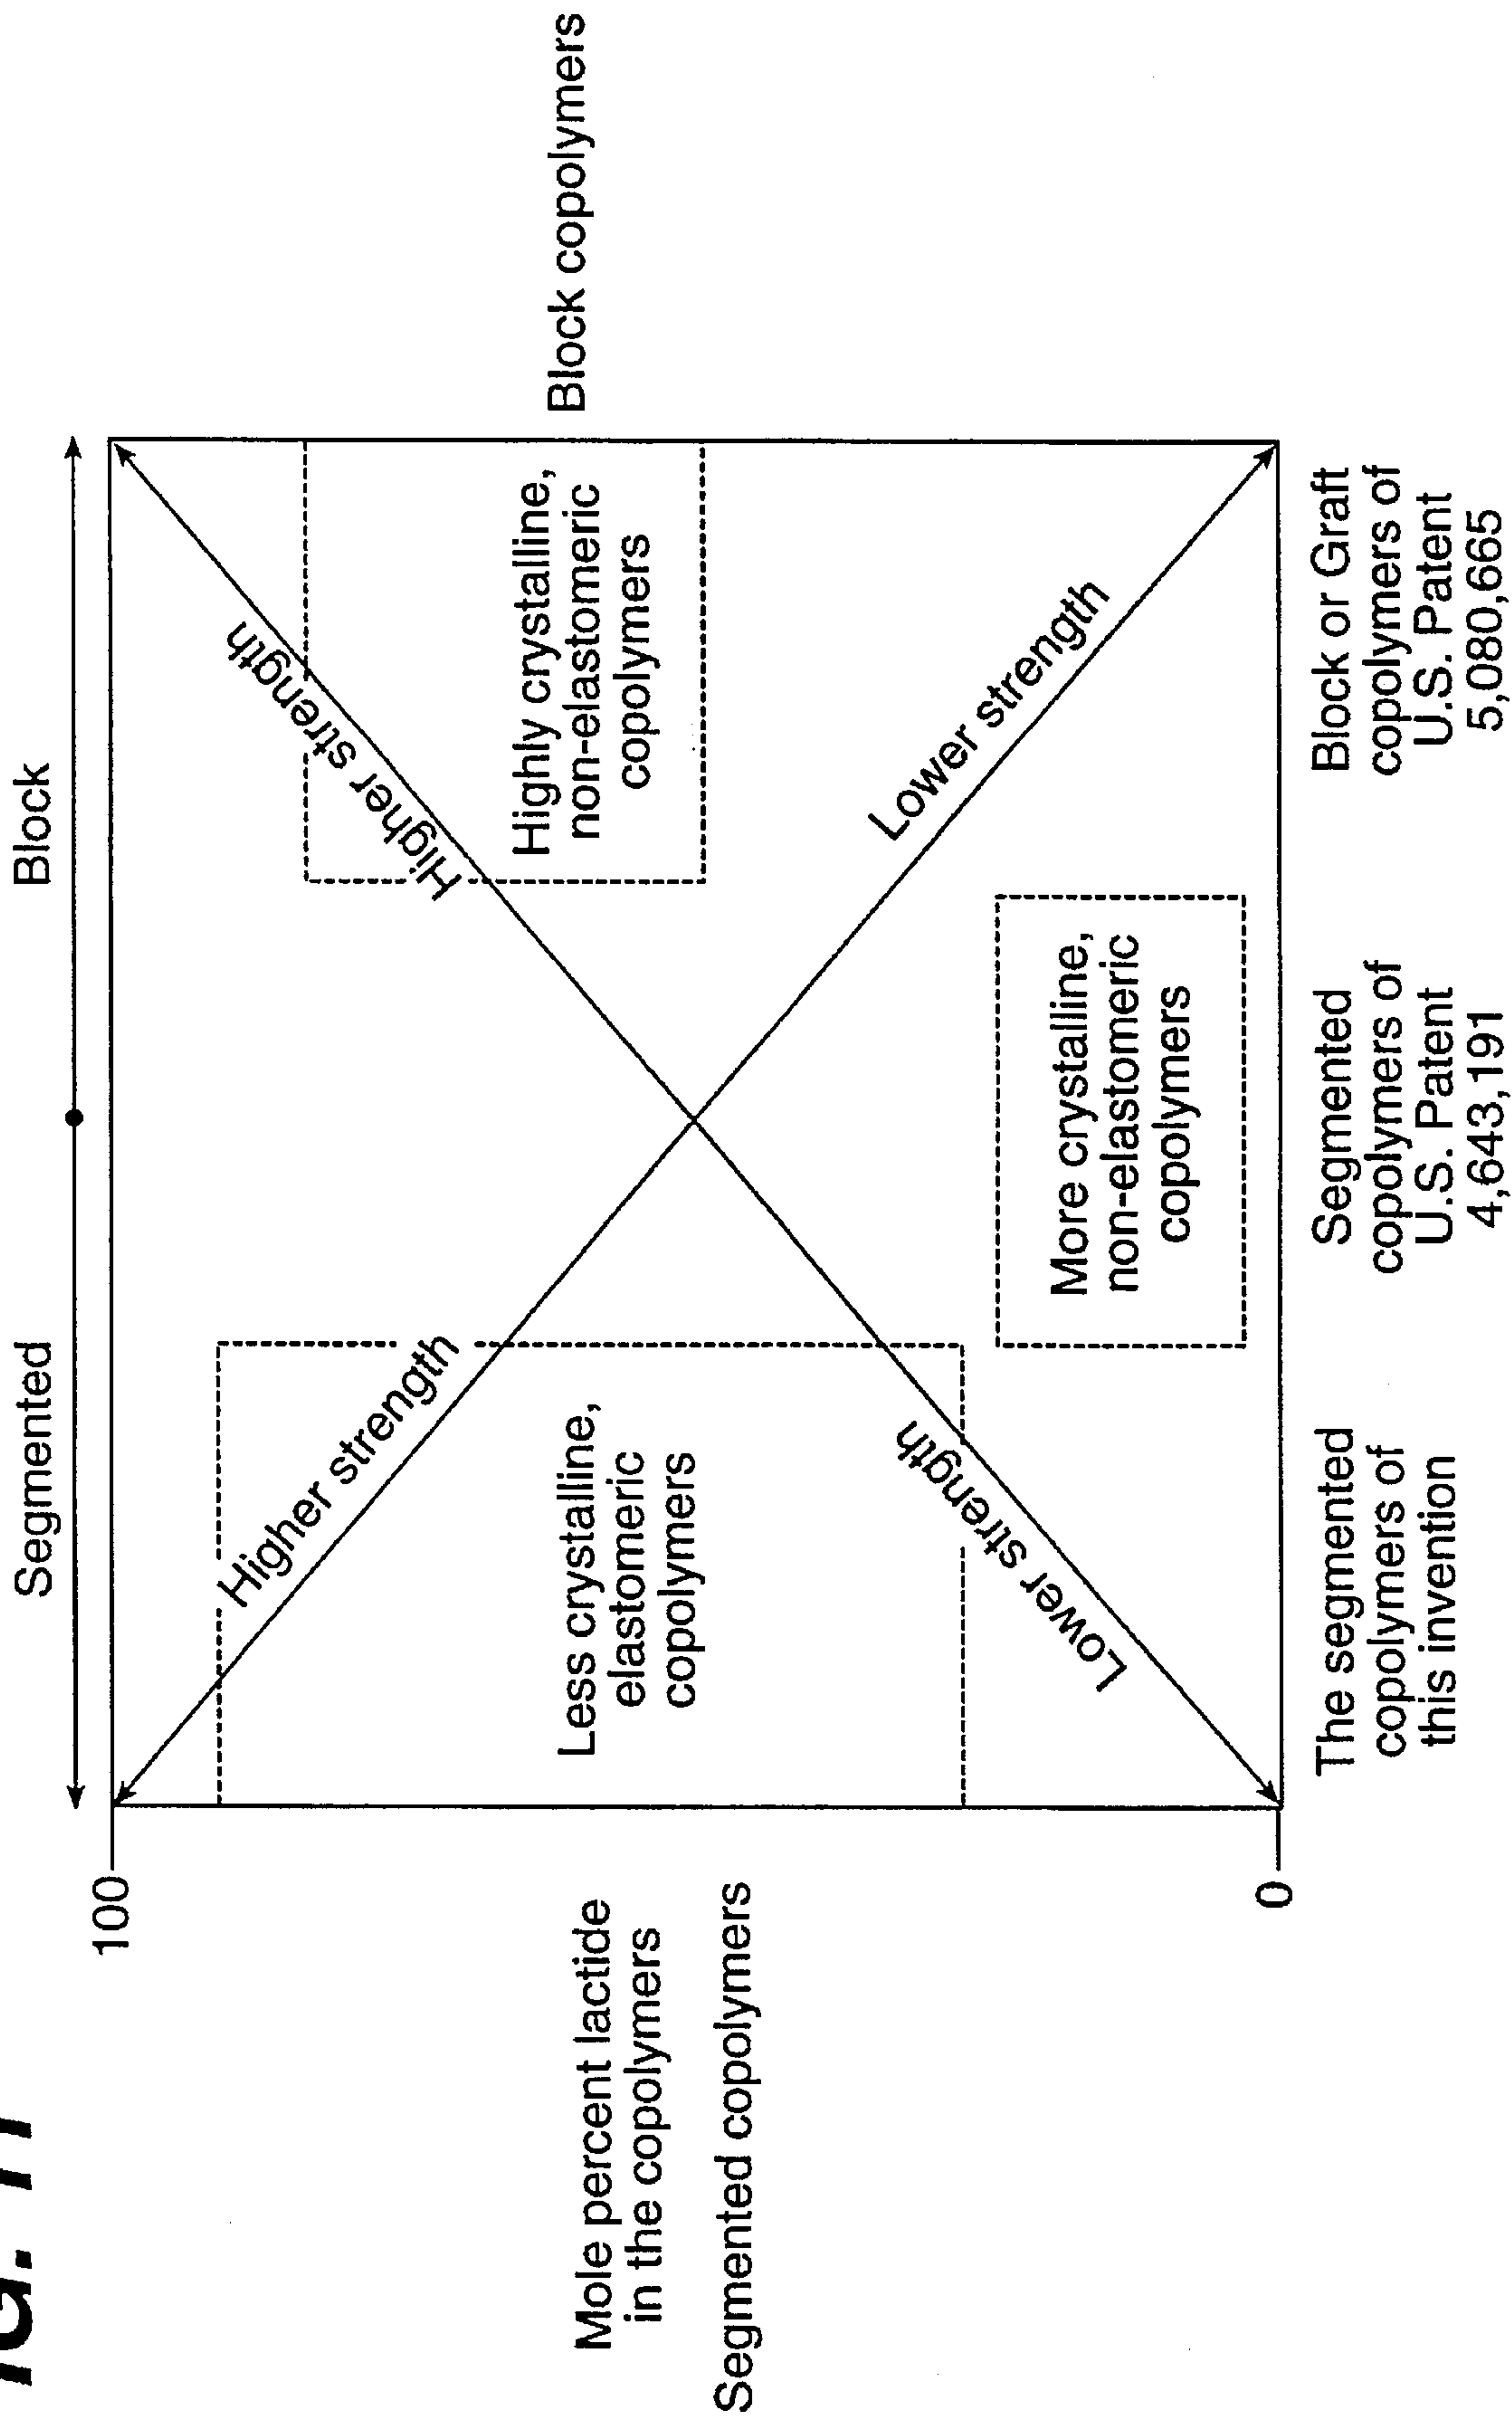 Segmented
Block
100
Mole percent lactide
in the copolymers
Segmented copolymers
0
Higher strength
Higher strength
Less crystalline,
elastomeric
copolymers
Highly crystalline,
non-elastomeric
copolymers
Block copolymers
Lower strength
Lower strength
More crystalline,
non-elastomeric
copolymers
The segmented
copolymers of
this invention
Segmented
copolymers of
U.S. Patent
4,643,191
Block or Graft
copolymers of
U.S. Patent
5,080,665